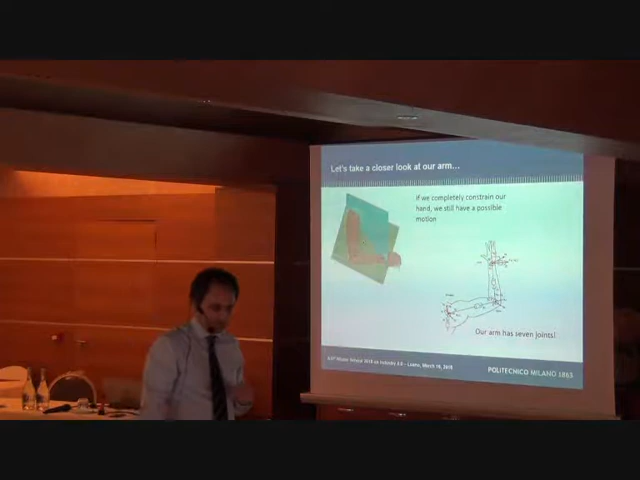 Let's take a closer look at our arm...
If we completely constrain our
hand, we still have a possible
motion
Our arm has seven joints!
POLITECNICO MILANO 1863